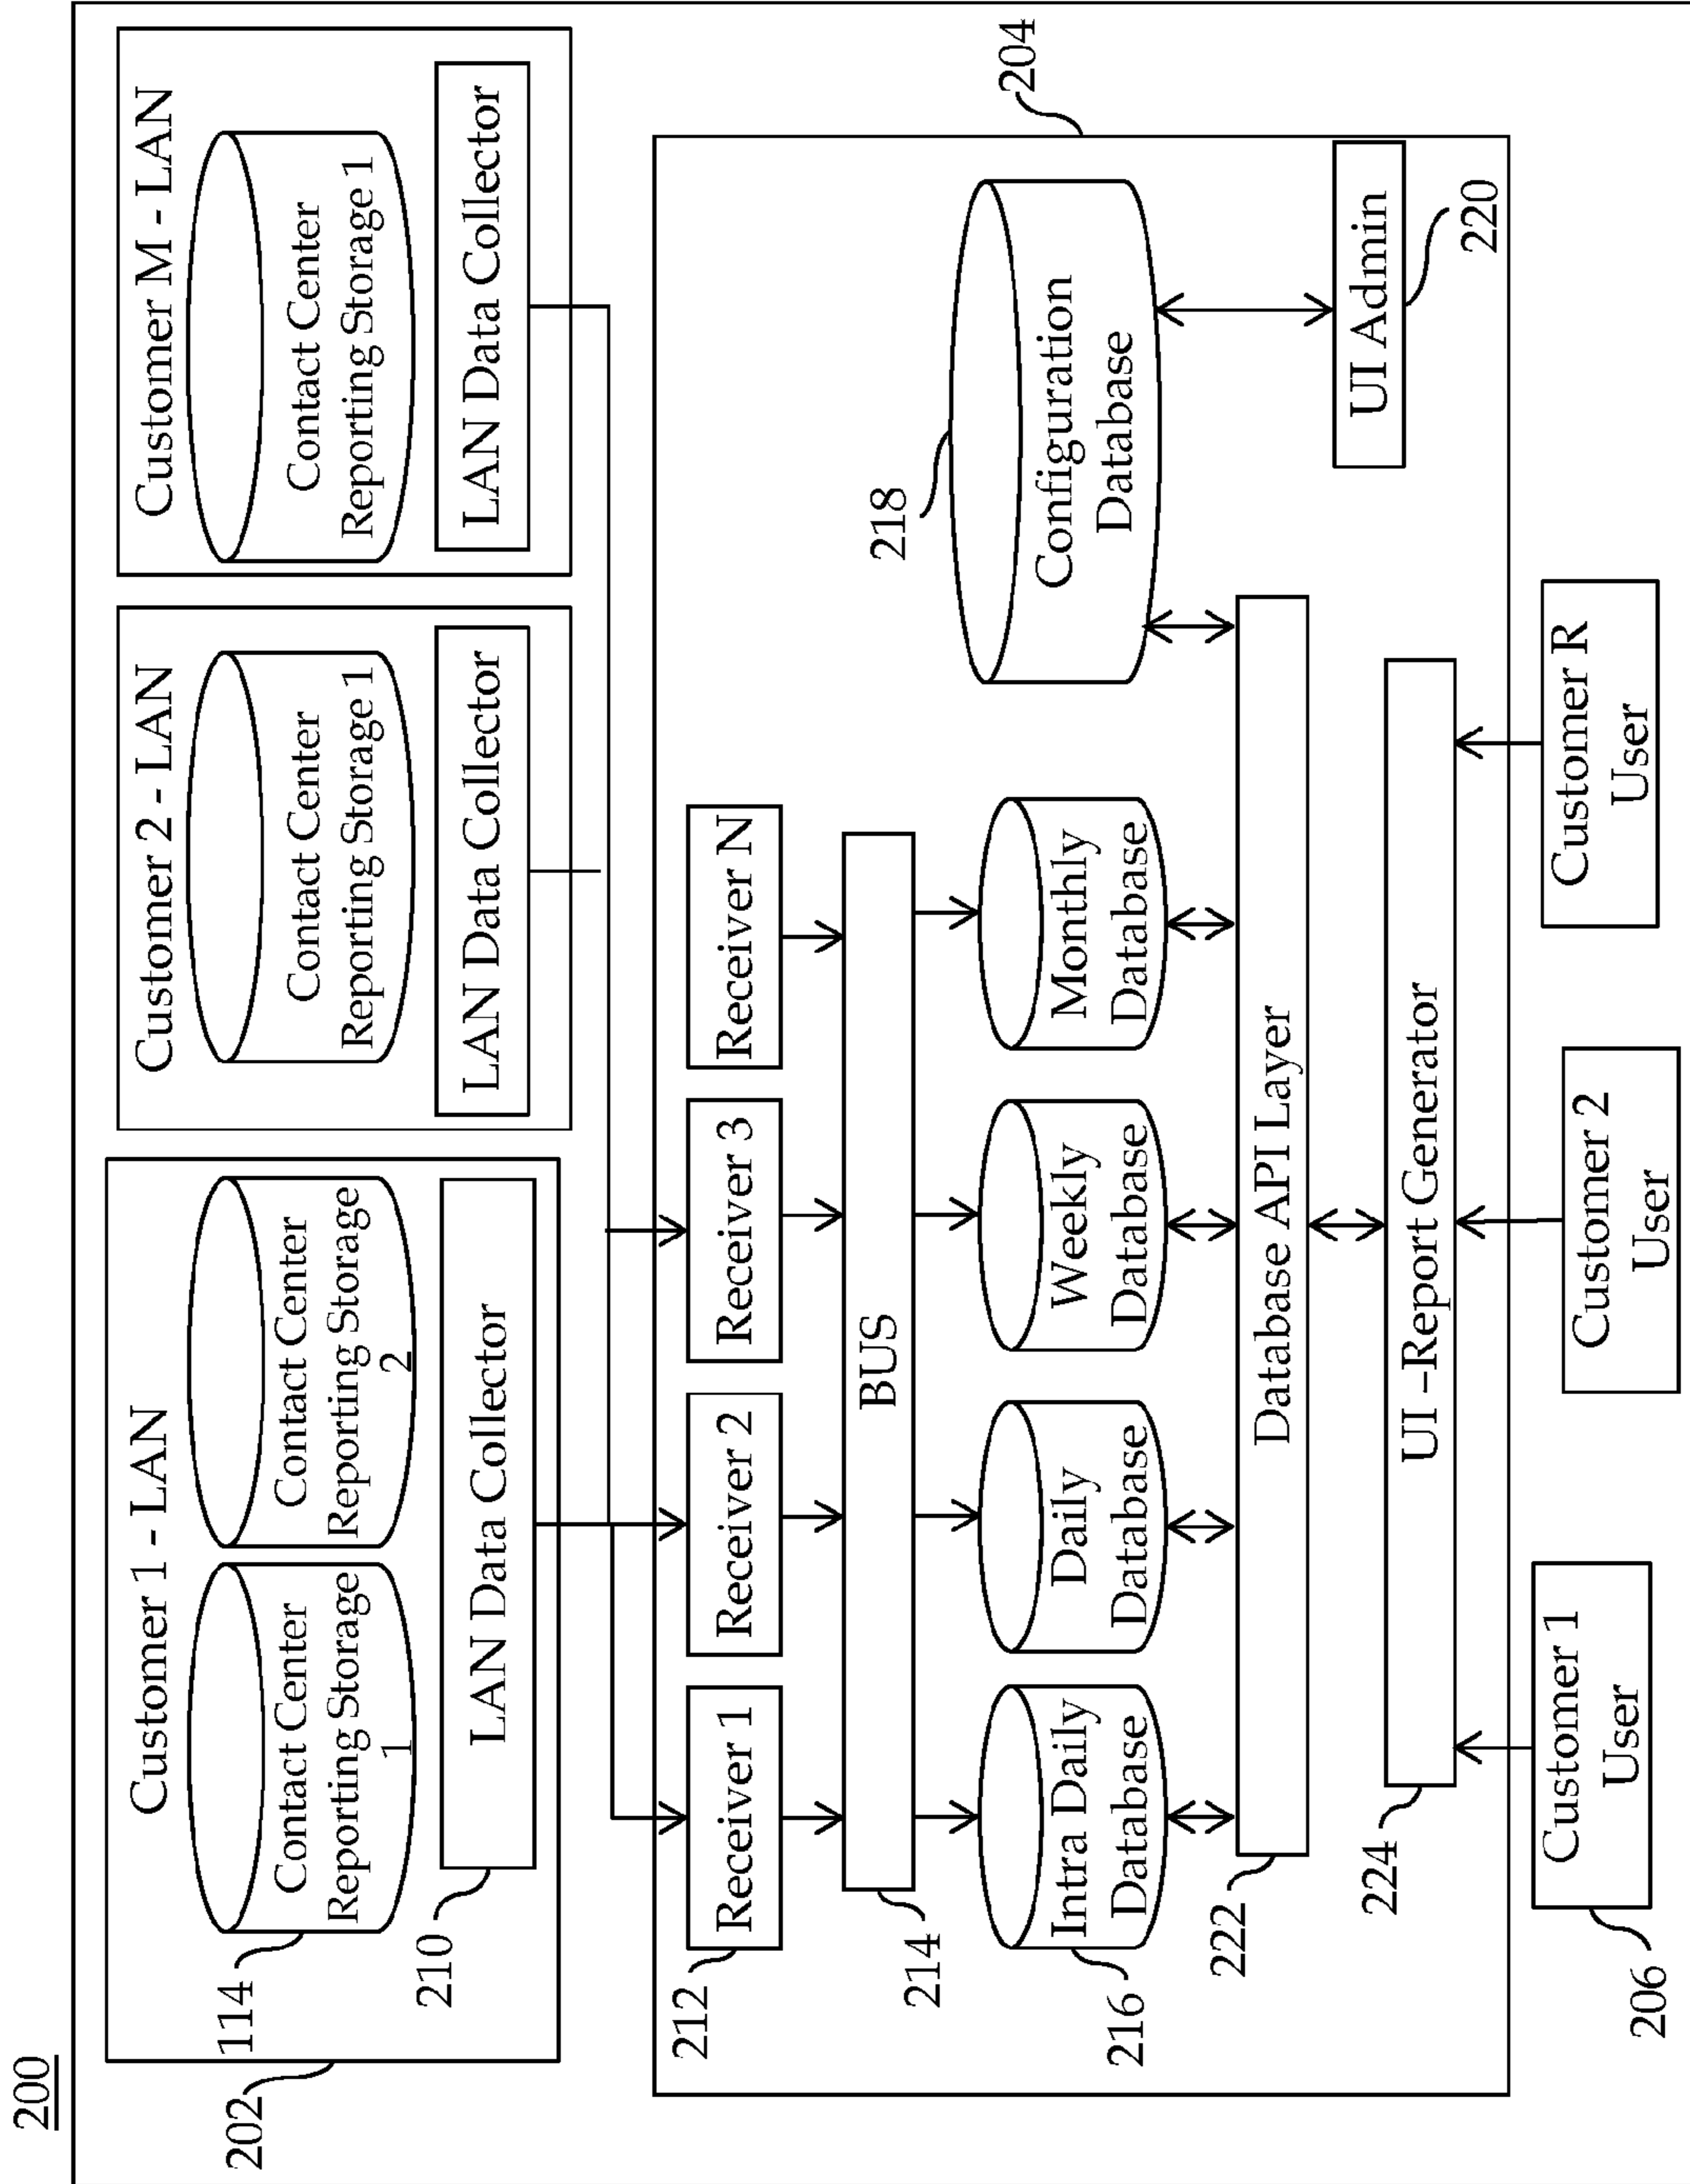 200
Customer 1 - LAN
Contact Center
Reporting Storage
1
Contact Center
Reporting Storage
2
LAN Data Collector
114
210
202
Customer 2 - LAN
Contact Center
Reporting Storage 1
LAN Data Collector
Customer M - LAN
Contact Center
Reporting Storage 1
LAN Data Collector
204
212
Receiver 1
Receiver 2
Receiver 3
Receiver N
214
BUS
216
Intra Daily
Database
Daily
Database
Weekly
Database
Monthly
Database
218
Configuration
Database
222
Database API Layer
UI Admin
220
224
UI –Report Generator
206
Customer 1
User
Customer 2
User
Customer R
User